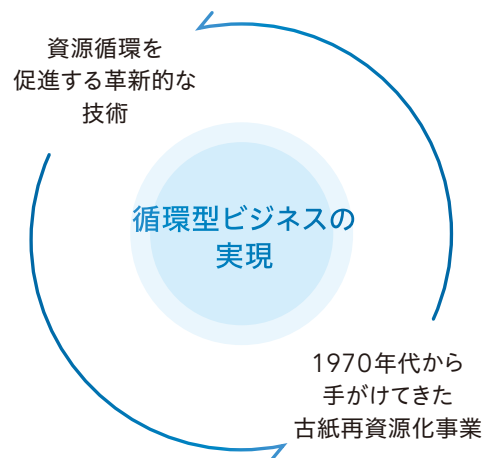 資源循環を
促進する革新的な
技術
循環型ビジネスの
実現
1970年代から
手がけてきた
古紙再資源化事業